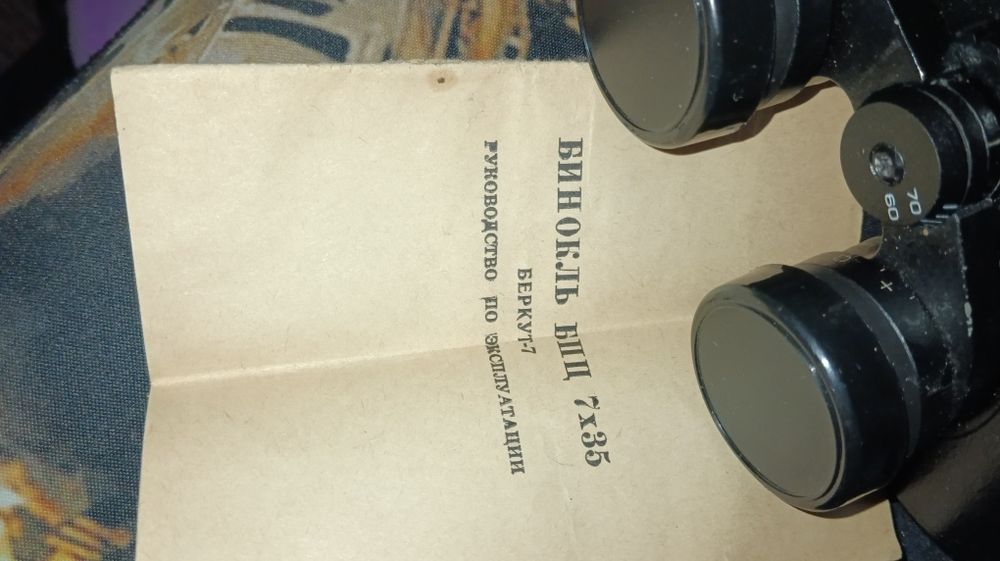 БИНОКЛЬ БПЦ 7х35
БЕРКУТ-7
РУКОВОДСТВО ПО ЭКСПЛУАТАЦИИ
70
60
+